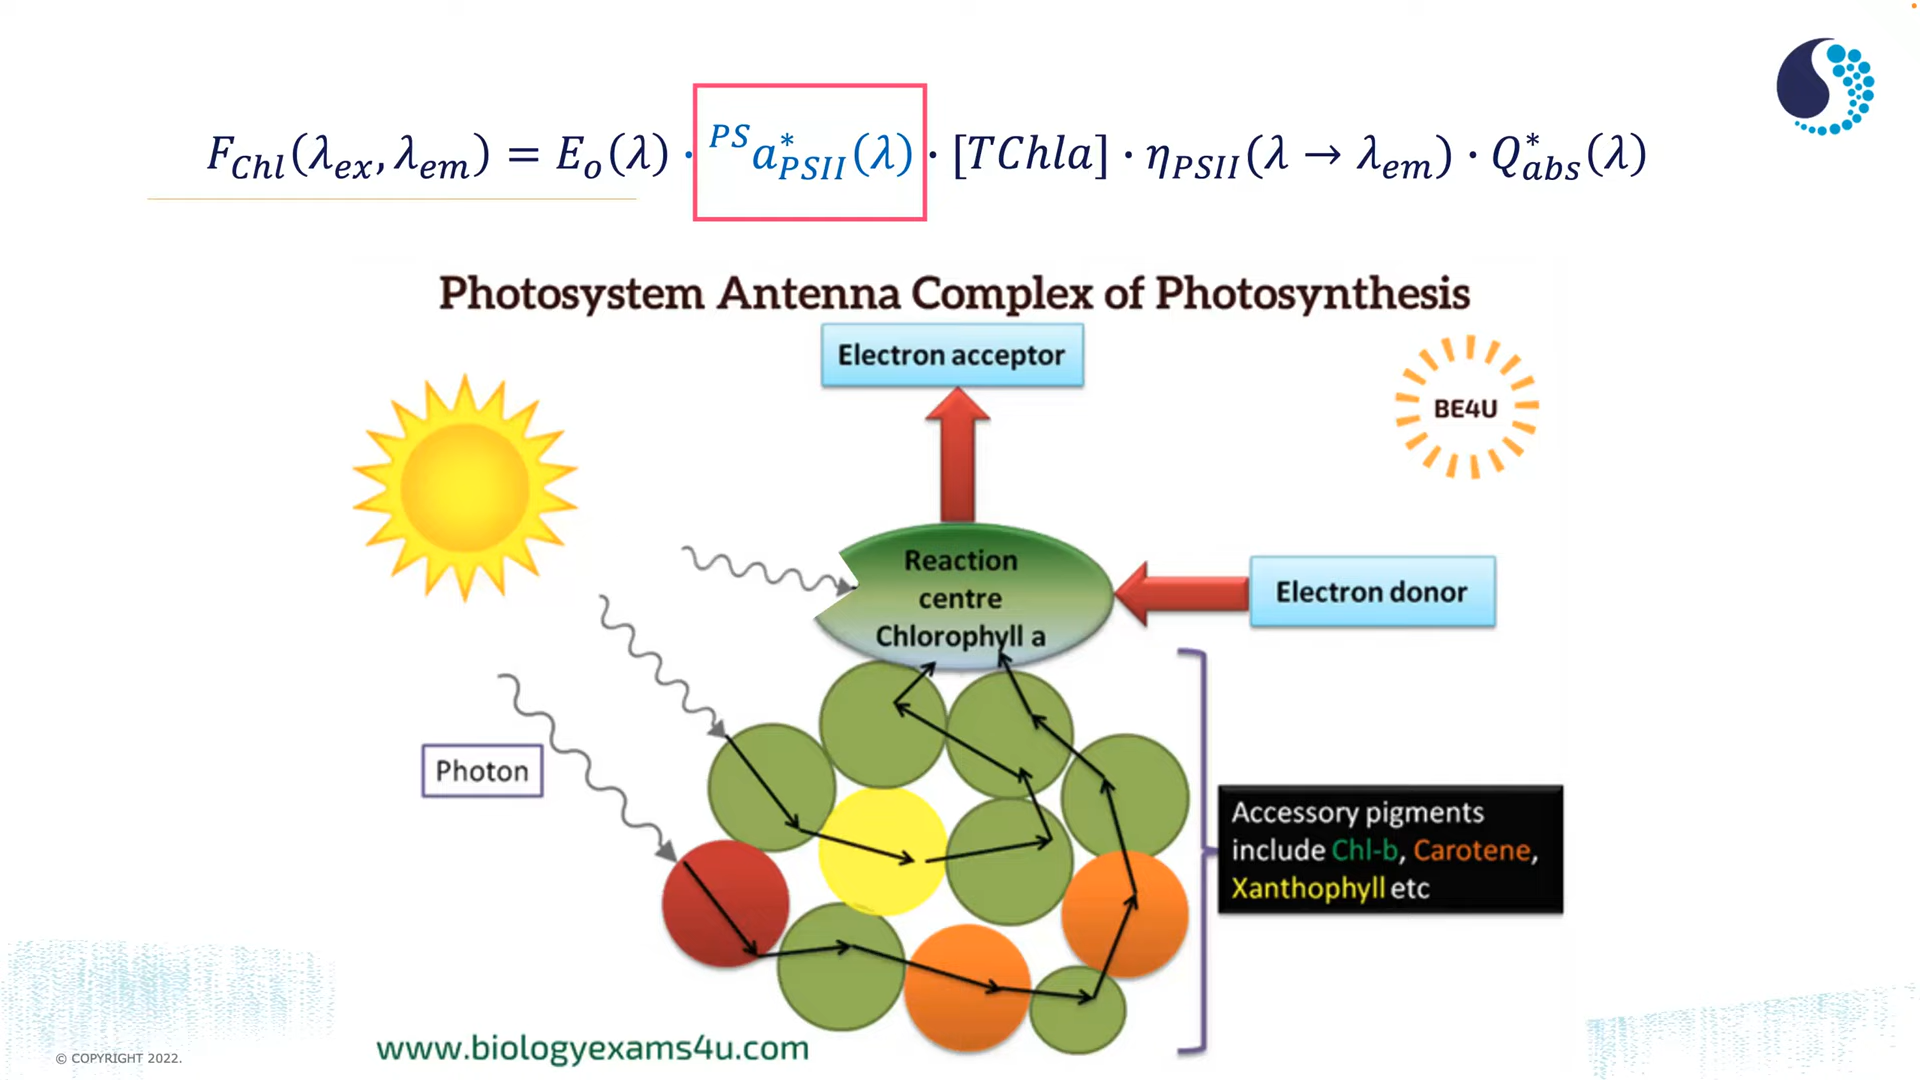 F_Chl(λ_ex, λ_em) = E_o(λ) · ^PS a*_PSII(λ) · [TChla] · η_PSII(λ → λ_em) · Q*_abs(λ)
Photosystem Antenna Complex of Photosynthesis
Electron acceptor
BE4U
Reaction
centre
Chlorophyll a
Electron donor
Photon
Accessory pigments
include Chl-b, Carotene,
Xanthophyll etc
www.biologyexams4u.com
© COPYRIGHT 2022.